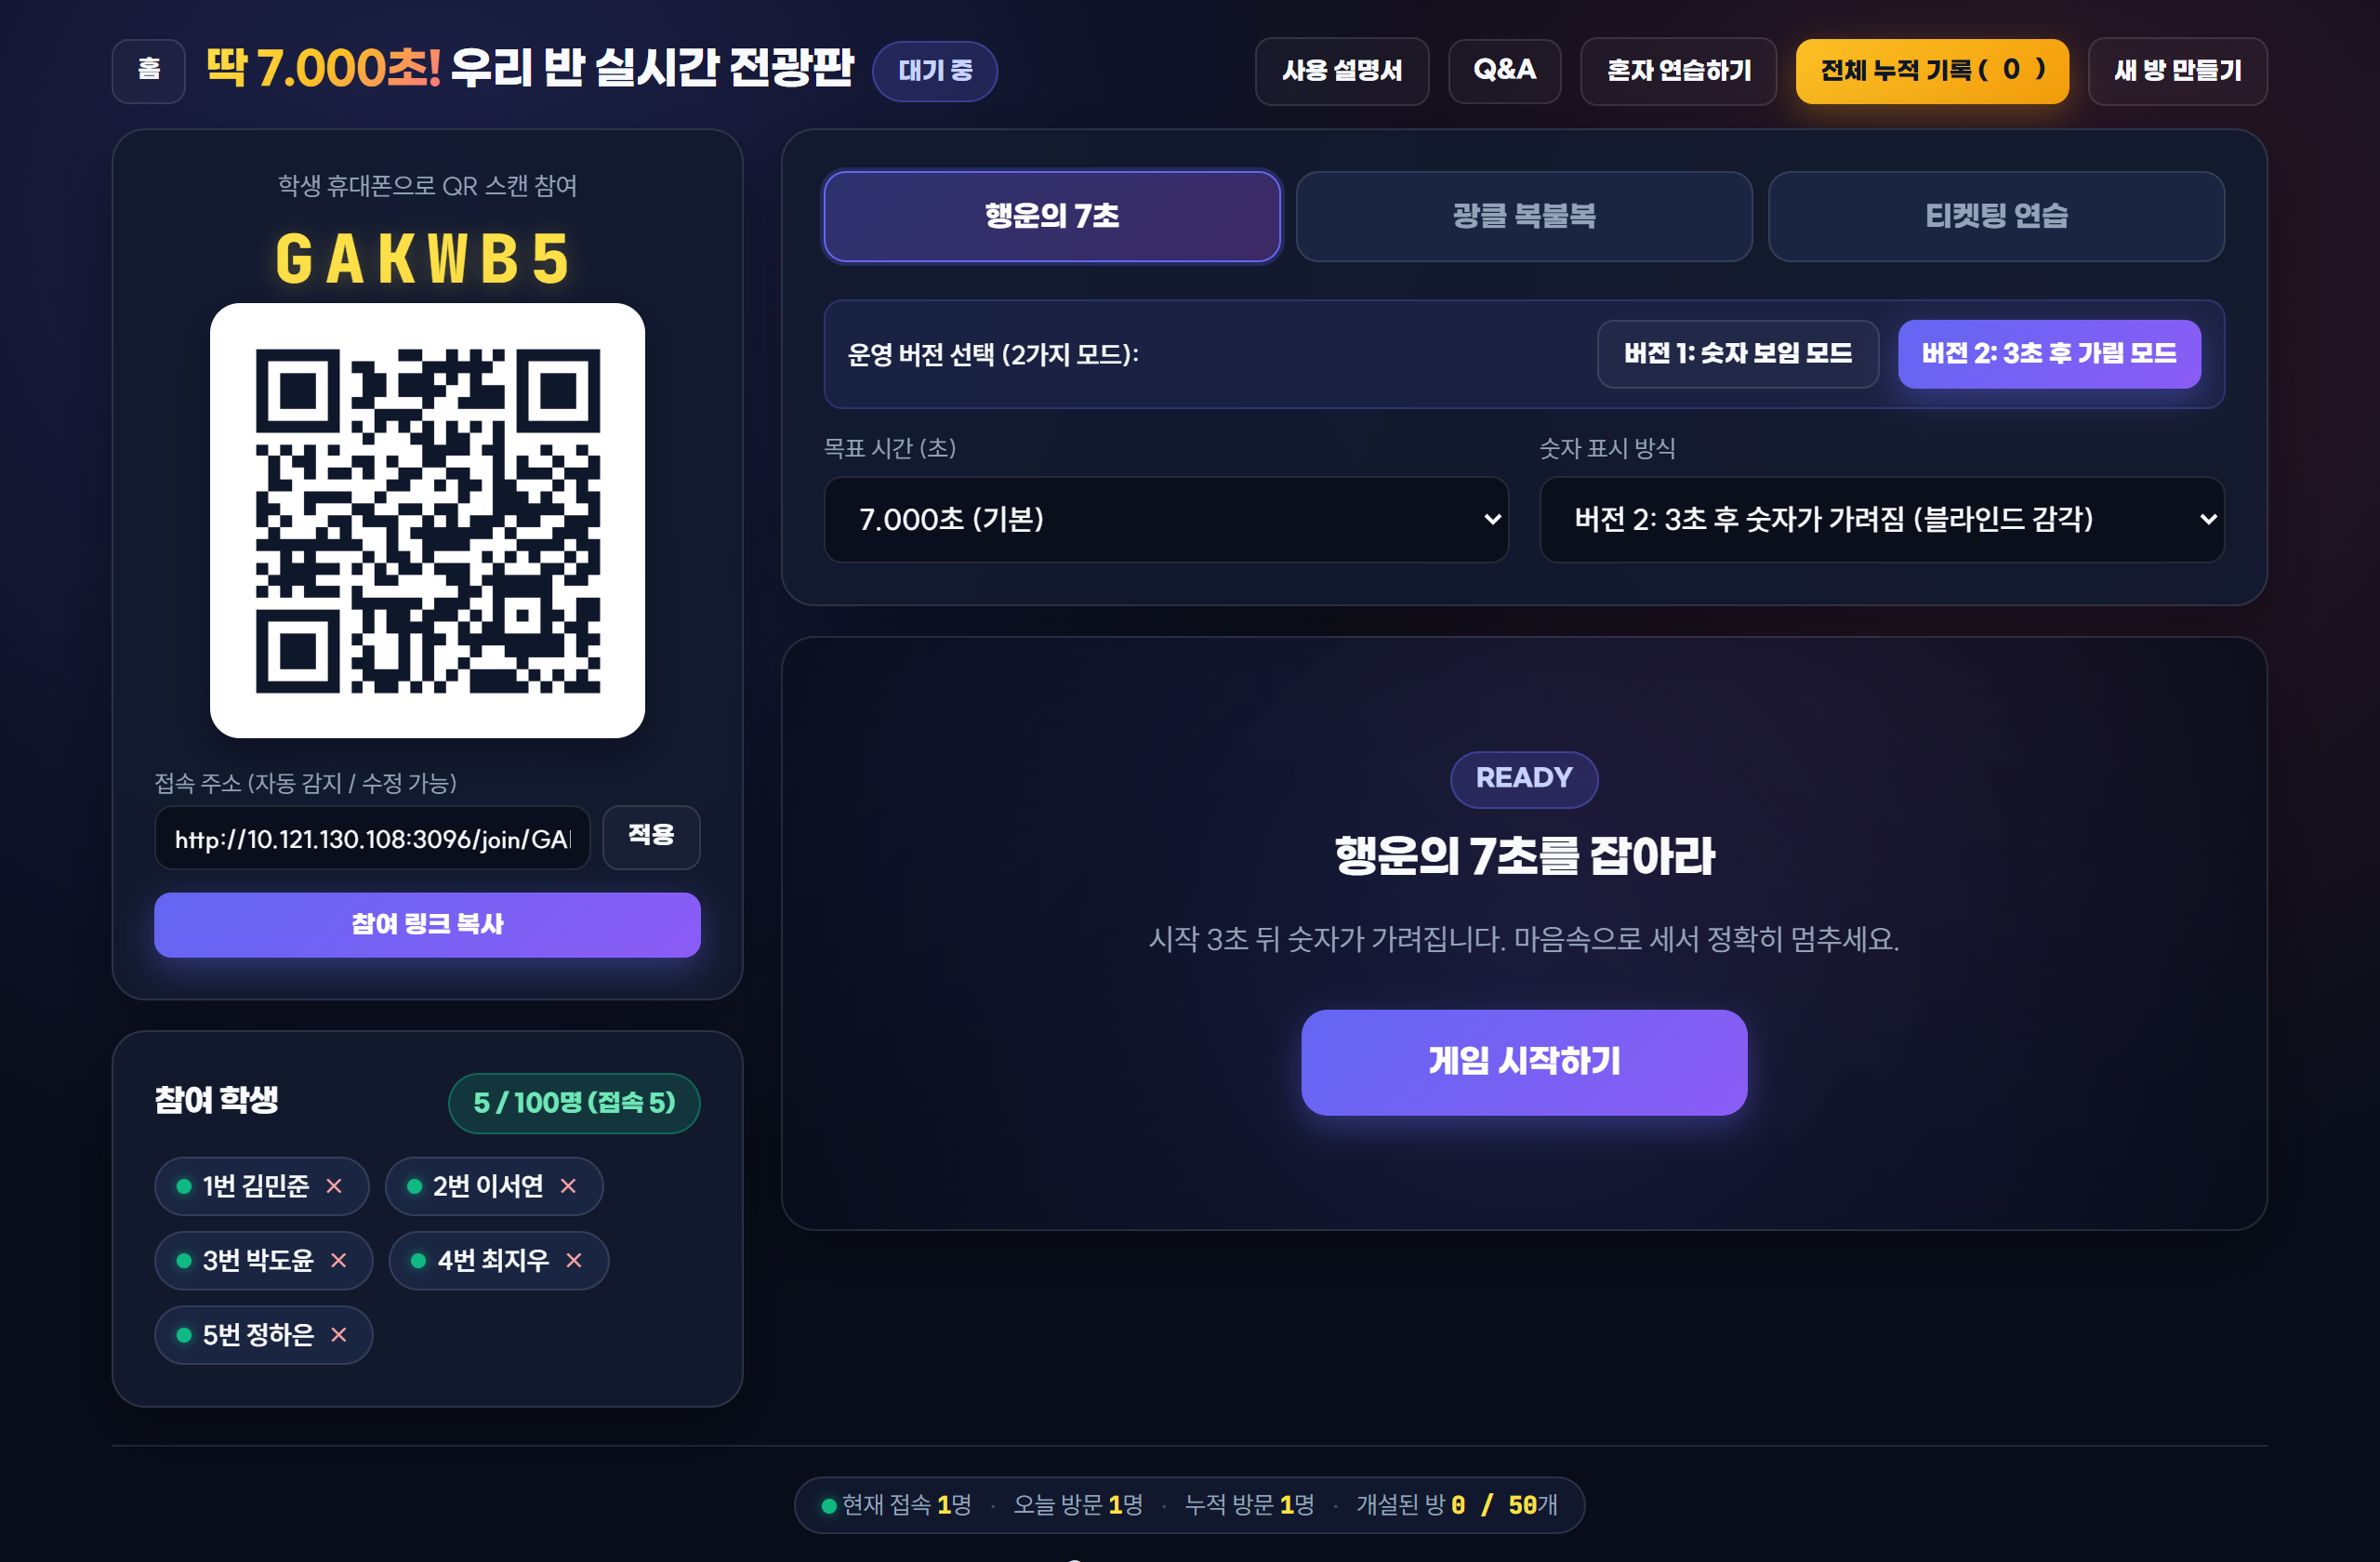 홈
딱 7.000초! 우리 반 실시간 전광판
대기 중
사용 설명서
Q&A
혼자 연습하기
전체 누적 기록 ( 0 )
새 방 만들기
학생 휴대폰으로 QR 스캔 참여
GAKWB5
접속 주소 (자동 감지 / 수정 가능)
http://10.121.130.108:3096/join/GA
적용
참여 링크 복사
참여 학생
5 / 100명 (접속 5)
1번 김민준 ×
2번 이서연 ×
3번 박도윤 ×
4번 최지우 ×
5번 정하은 ×
행운의 7초
광클 복불복
티켓팅 연습
운영 버전 선택 (2가지 모드):
버전 1: 숫자 보임 모드
버전 2: 3초 후 가림 모드
목표 시간 (초)
7.000초 (기본)
숫자 표시 방식
버전 2: 3초 후 숫자가 가려짐 (블라인드 감각)
READY
행운의 7초를 잡아라
시작 3초 뒤 숫자가 가려집니다. 마음속으로 세서 정확히 멈추세요.
게임 시작하기
현재 접속 1명 · 오늘 방문 1명 · 누적 방문 1명 · 개설된 방 0 / 50개